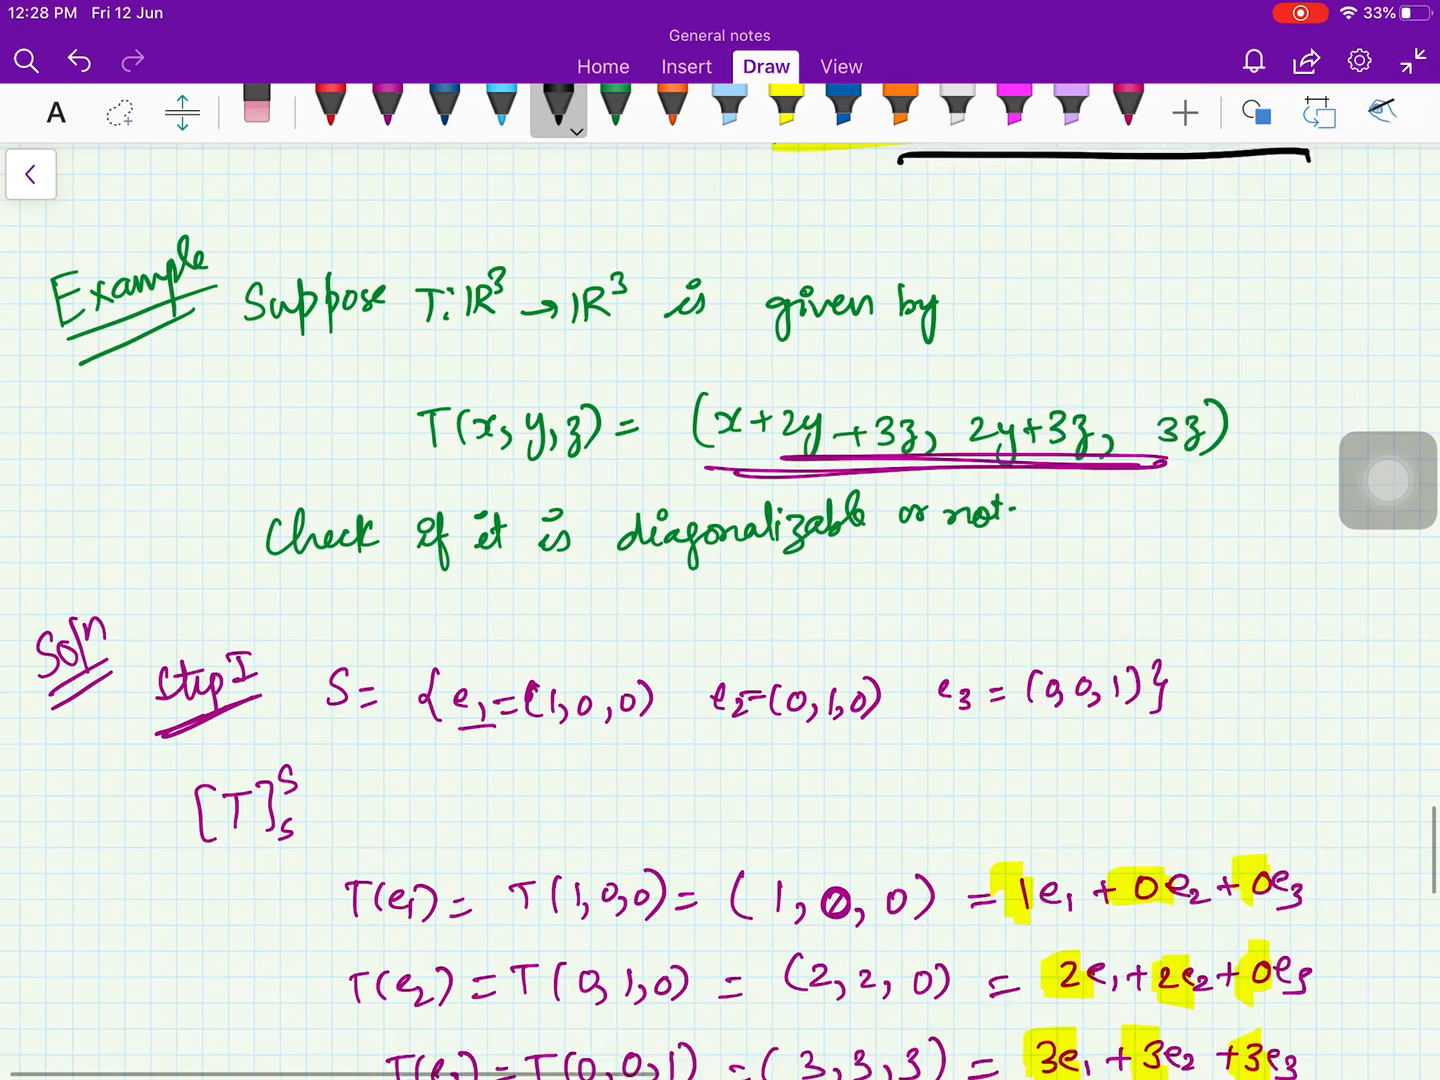 12:28 PM Fri 12 Jun 33%
General notes
Home Insert Draw View
A
Example Suppose T: IR³ → IR³ is given by
T(x, y, z) = (x + 2y + 3z, 2y + 3z, 3z)
Check if it is diagonalizable or not.
Soln
Step I S = {e₁ = (1, 0, 0) e₂ = (0, 1, 0) e₃ = (0, 0, 1)}
[T]ₛˢ
T(e₁) = T(1, 0, 0) = (1, 0, 0) = 1e₁ + 0e₂ + 0e₃
T(e₂) = T(0, 1, 0) = (2, 2, 0) = 2e₁ + 2e₂ + 0e₃
T(e₃) = T(0, 0, 1) = (3, 3, 3) = 3e₁ + 3e₂ + 3e₃